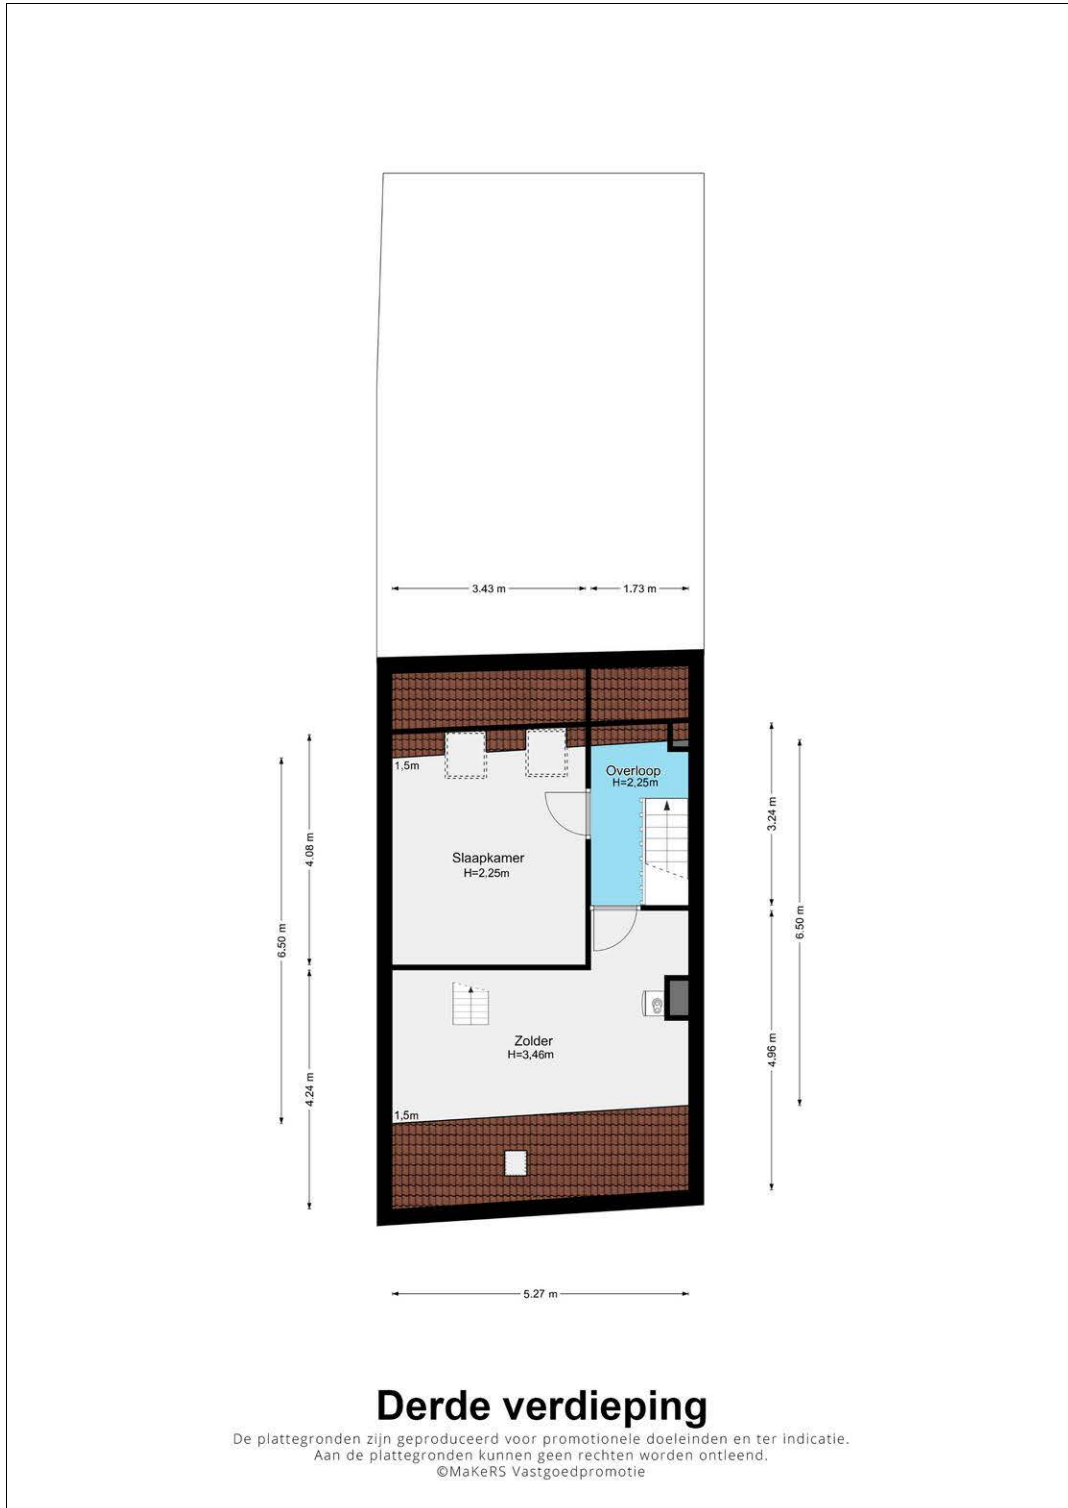 3.43 m
1.73 m
1,5m
Overloop
H=2,25m
3.24 m
4.08 m
Slaapkamer
H=2.25m
6.50 m
6.50 m
Zolder
H=3,46m
4.96 m
4.24 m
1,5m
5.27 m
Derde verdieping
De plattegronden zijn geproduceerd voor promotionele doeleinden en ter indicatie.
Aan de plattegronden kunnen geen rechten worden ontleend.
©MaKeRS Vastgoedpromotie